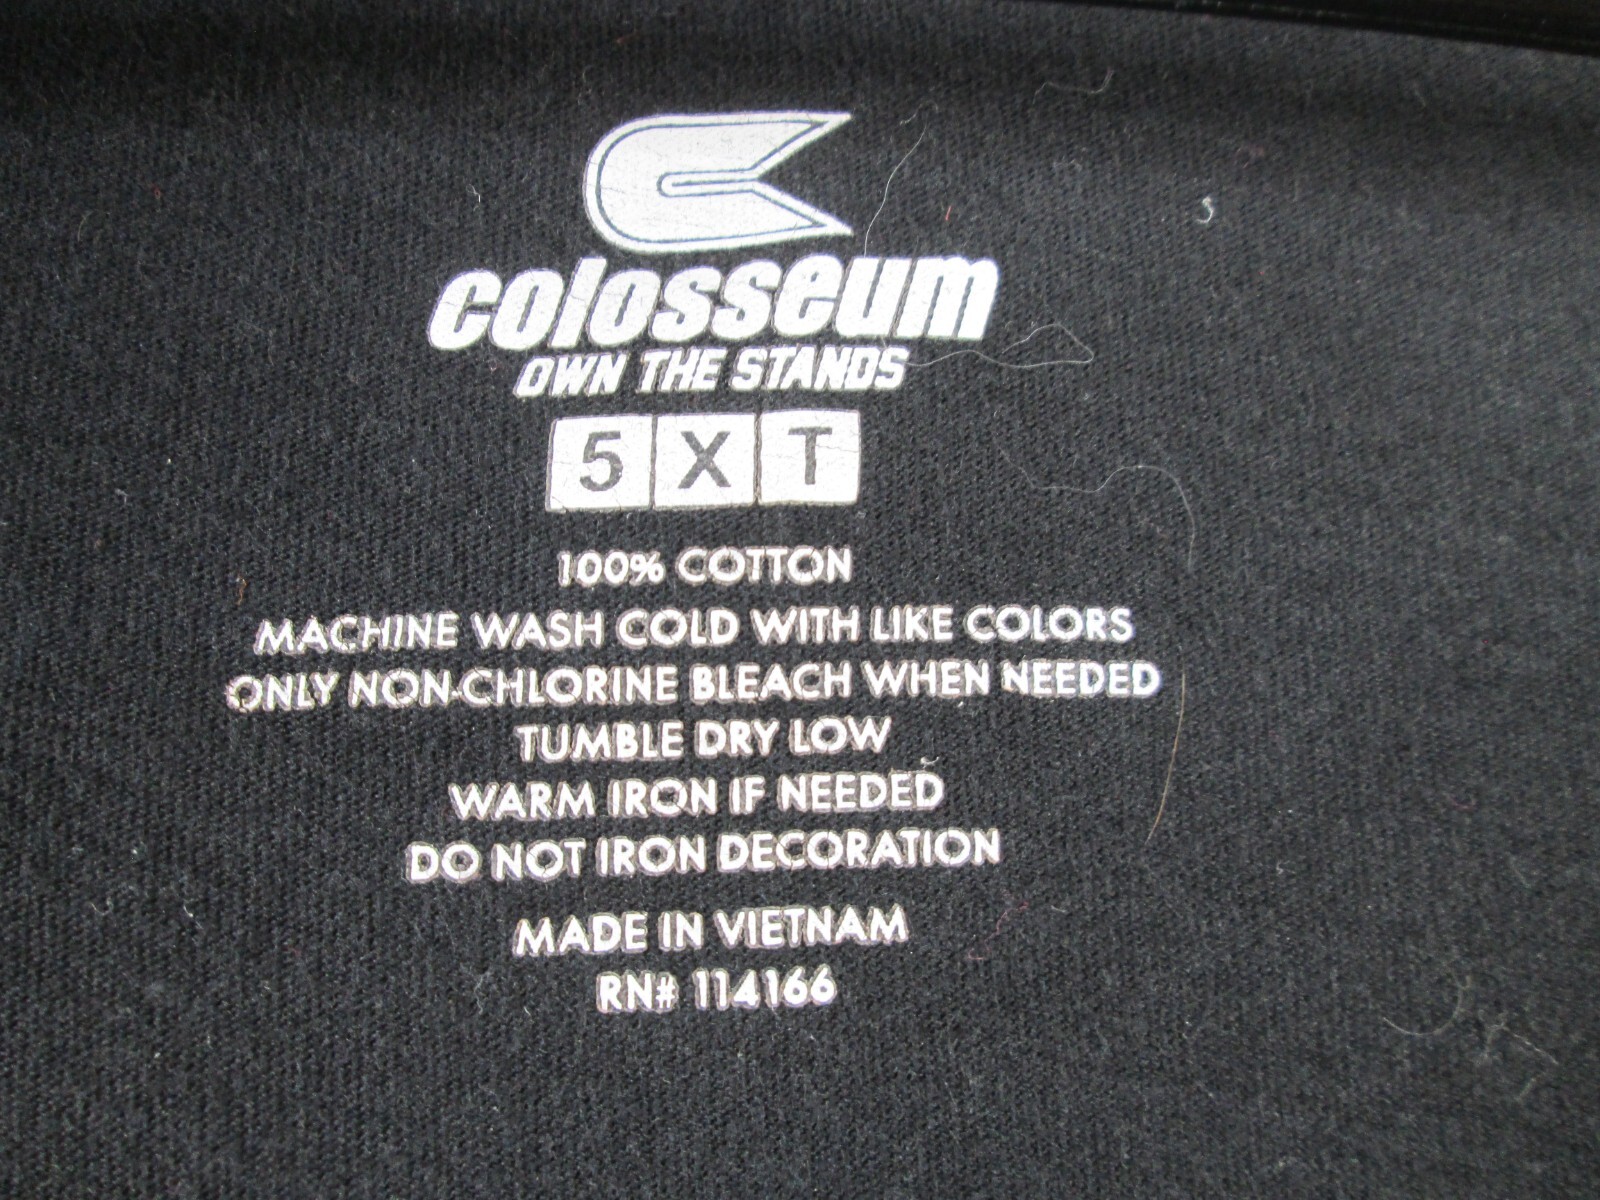 colosseum
OWN THE STANDS
5 X T
100% COTTON
MACHINE WASH COLD WITH LIKE COLORS
ONLY NON-CHLORINE BLEACH WHEN NEEDED
TUMBLE DRY LOW
WARM IRON IF NEEDED
DO NOT IRON DECORATION
MADE IN VIETNAM
RN# 114166